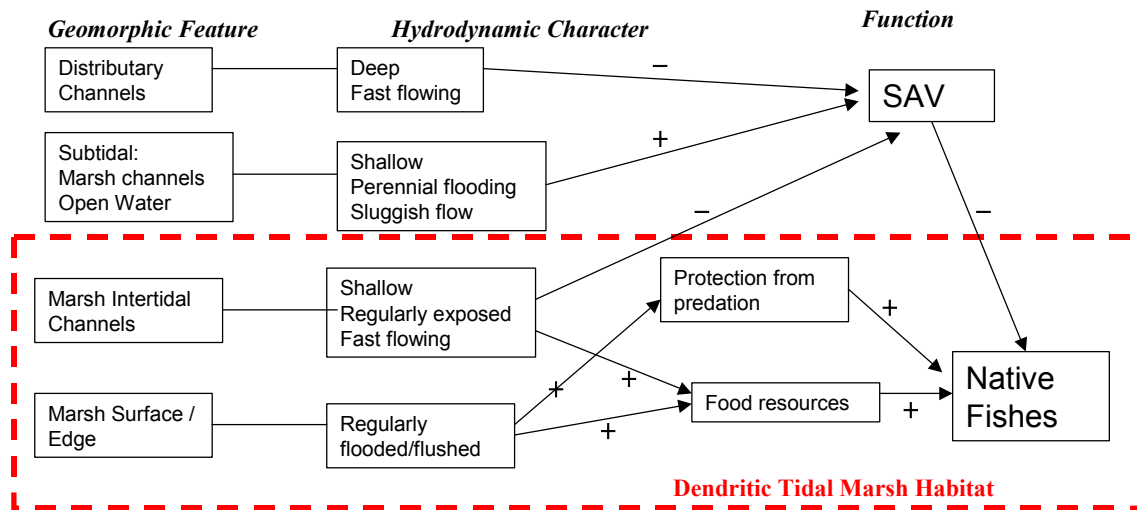 Geomorphic Feature
Hydrodynamic Character
Function
Distributary
Channels
Deep
Fast flowing
–
SAV
Subtidal:
Marsh channels
Open Water
Shallow
Perennial flooding
Sluggish flow
+
–
–
Marsh Intertidal
Channels
Shallow
Regularly exposed
Fast flowing
Protection from
predation
+
+
+
Native
Fishes
Marsh Surface /
Edge
Regularly
flooded/flushed
+
Food resources
+
Dendritic Tidal Marsh Habitat